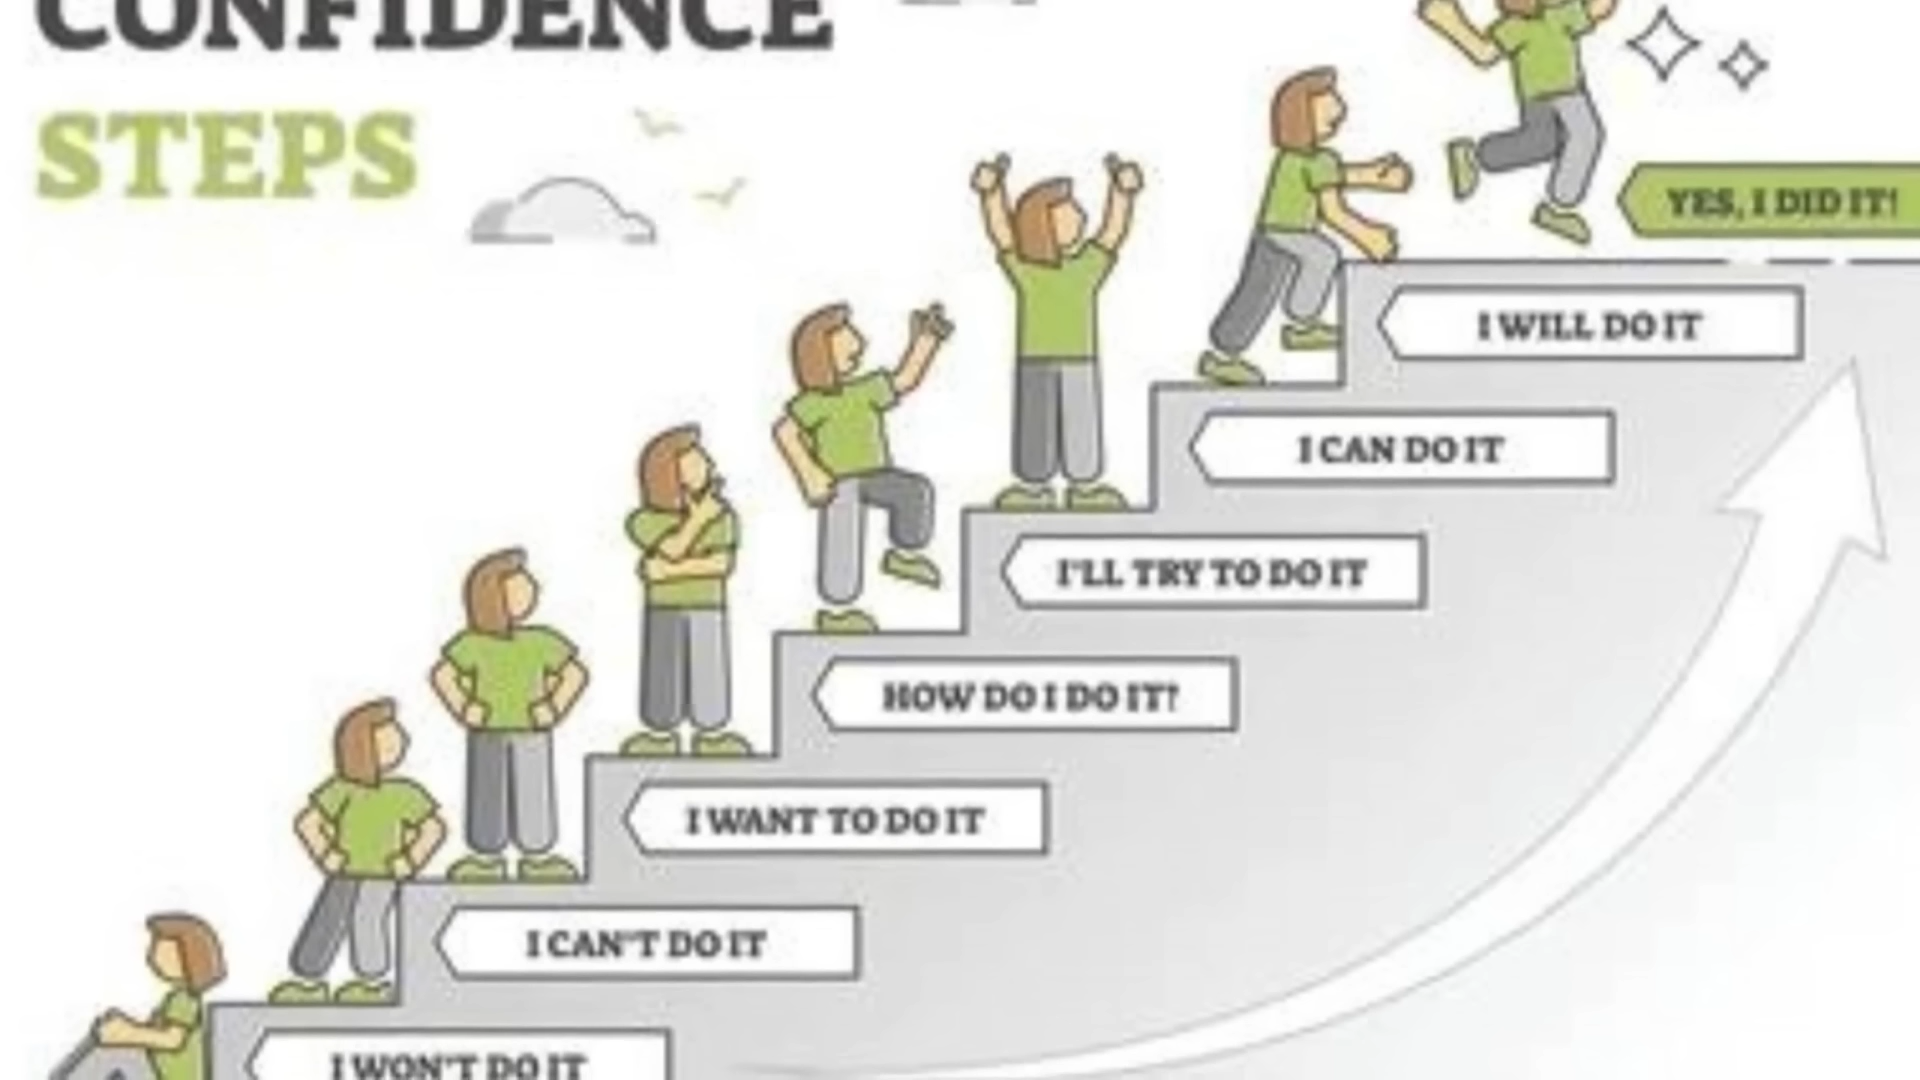 CONFIDENCE
STEPS
YES, I DID IT!
I WILL DO IT
I CAN DO IT
I'LL TRY TO DO IT
HOW DO I DO IT?
I WANT TO DO IT
I CAN'T DO IT
I WON'T DO IT